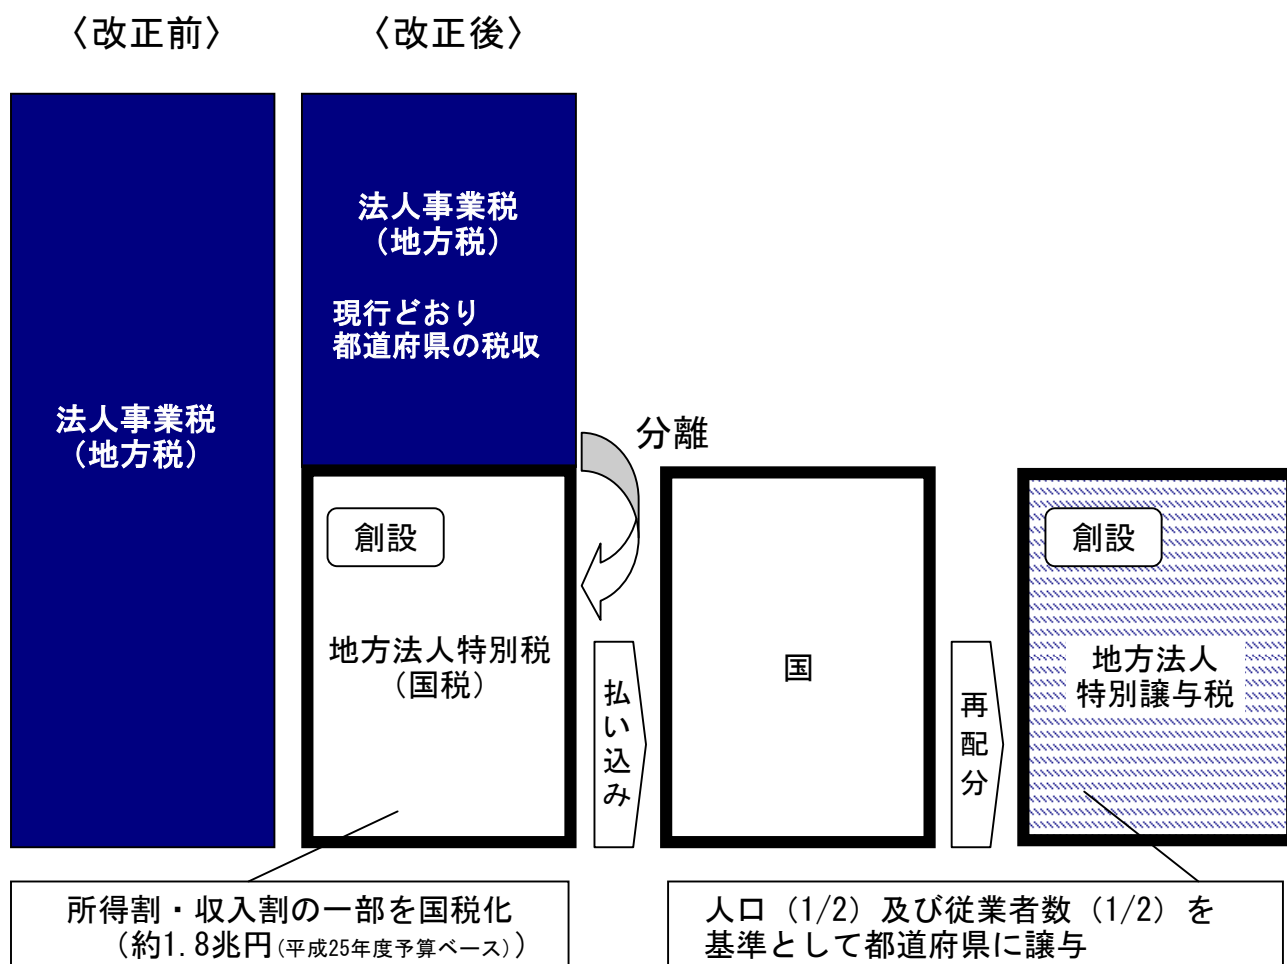 〈改正前〉
〈改正後〉
法人事業税
（地方税）
法人事業税
（地方税）
現行どおり
都道府県の税収
分離
創設
地方法人特別税
（国税）
払い込み
国
再配分
創設
地方法人
特別譲与税
所得割・収入割の一部を国税化
（約1.8兆円(平成25年度予算ベース)）
人口（1/2）及び従業者数（1/2）を
基準として都道府県に譲与